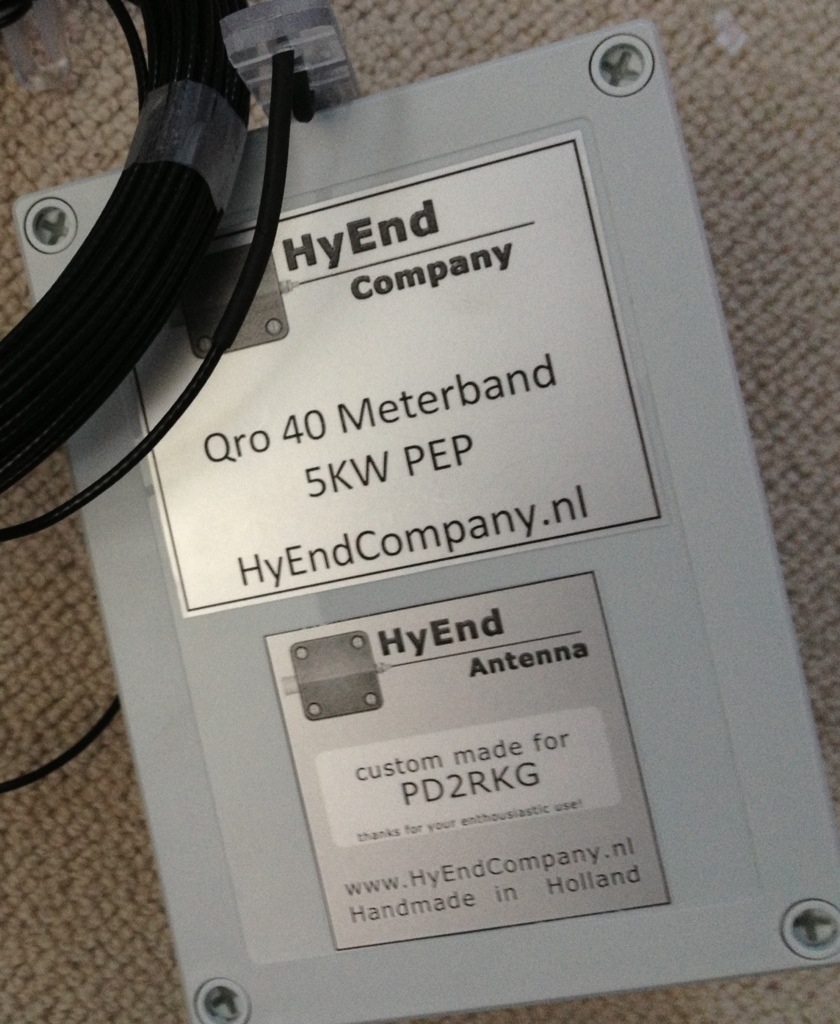 HyEnd
Company
Qro 40 Meterband
5KW PEP
HyEndCompany.nl
HyEnd
Antenna
custom made for
PD2RKG
thanks for your enthousiastic use!
www.HyEndCompany.nl
Handmade in Holland